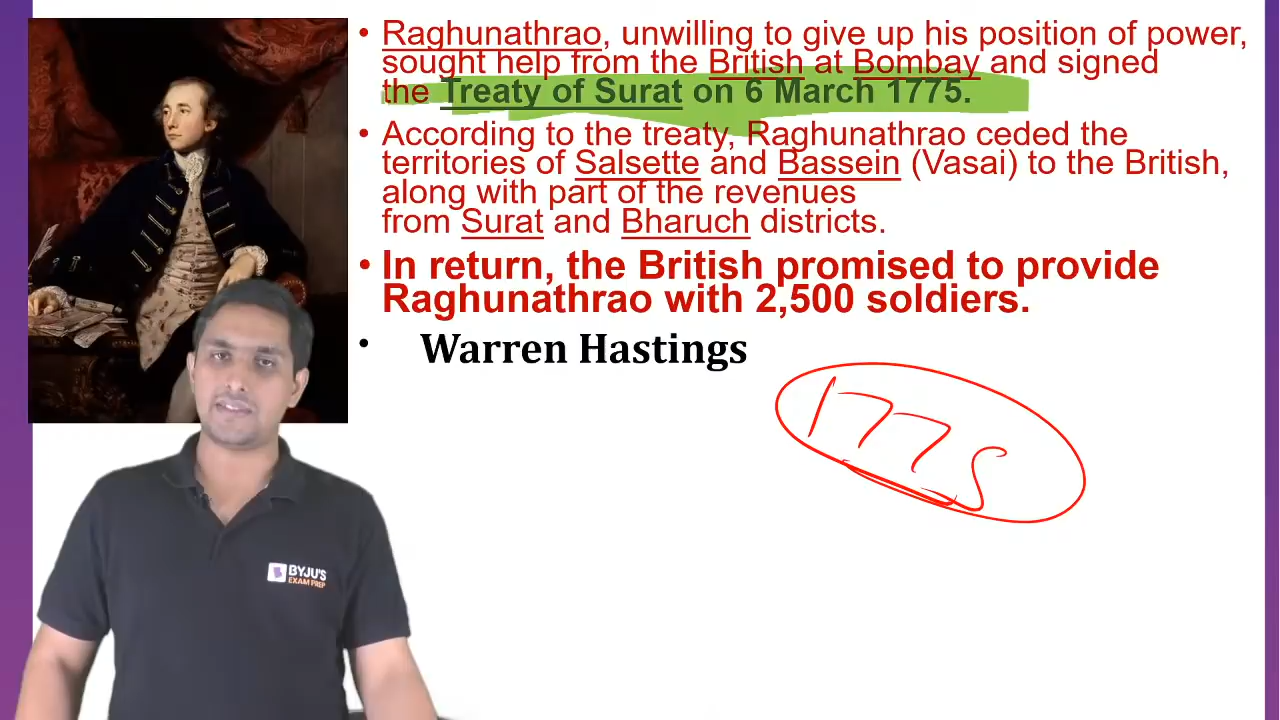 • Raghunathrao, unwilling to give up his position of power,
sought help from the British at Bombay and signed
the Treaty of Surat on 6 March 1775.
• According to the treaty, Raghunathrao ceded the
territories of Salsette and Bassein (Vasai) to the British,
along with part of the revenues
from Surat and Bharuch districts.
• In return, the British promised to provide
Raghunathrao with 2,500 soldiers.
• Warren Hastings
1775
BYJU'S
EXAM PREP